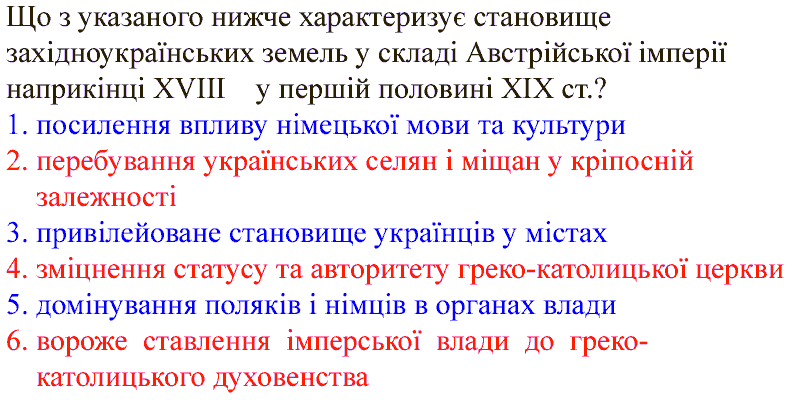 Що з указаного нижче характеризує становище
західноукраїнських земель у складі Австрійської імперії
наприкінці XVIII у першій половині XIX ст.?
1. посилення впливу німецької мови та культури
2. перебування українських селян і міщан у кріпосній
залежності
3. привілейоване становище українців у містах
4. зміцнення статусу та авторитету греко-католицької церкви
5. домінування поляків і німців в органах влади
6. вороже ставлення імперської влади до греко-
католицького духовенства